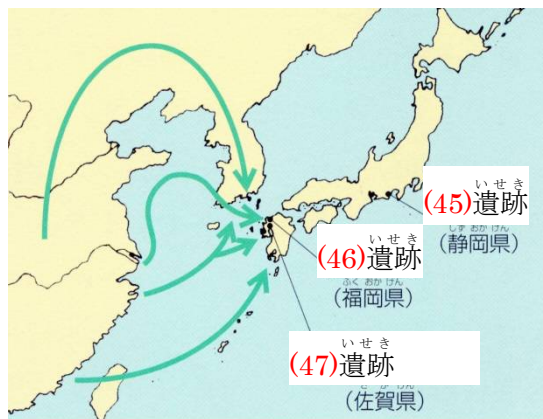 いせき
(45)遺跡
しず おか けん
(静岡県)
いせき
(46)遺跡
ふく おか けん
(福岡県)
いせき
(47)遺跡
さ が けん
(佐賀県)